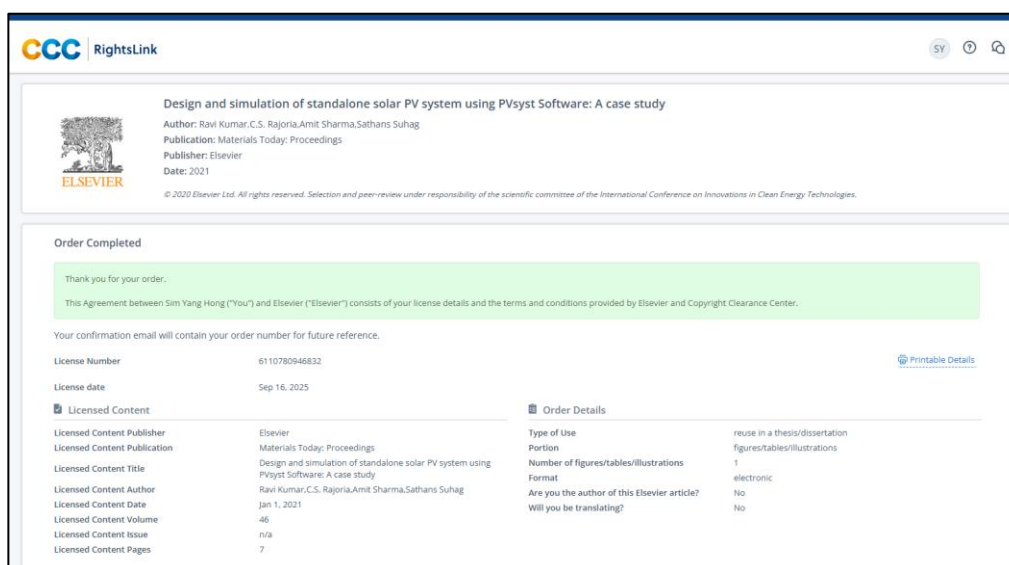 CCC RightsLink
SY
Design and simulation of standalone solar PV system using PVsyst Software: A case study
Author: Ravi Kumar,C.S. Rajoria,Amit Sharma,Sathans Suhag
Publication: Materials Today: Proceedings
Publisher: Elsevier
Date: 2021
ELSEVIER
© 2020 Elsevier Ltd. All rights reserved. Selection and peer-review under responsibility of the scientific committee of the International Conference on Innovations in Clean Energy Technologies.
Order Completed
Thank you for your order.
This Agreement between Sim Yang Hong ("You") and Elsevier ("Elsevier") consists of your license details and the terms and conditions provided by Elsevier and Copyright Clearance Center.
Your confirmation email will contain your order number for future reference.
License Number 6110780946832
Printable Details
License date Sep 16, 2025
Licensed Content
Licensed Content Publisher Elsevier
Licensed Content Publication Materials Today: Proceedings
Licensed Content Title Design and simulation of standalone solar PV system using
PVsyst Software: A case study
Licensed Content Author Ravi Kumar,C.S. Rajoria,Amit Sharma,Sathans Suhag
Licensed Content Date Jan 1, 2021
Licensed Content Volume 46
Licensed Content Issue n/a
Licensed Content Pages 7
Order Details
Type of Use reuse in a thesis/dissertation
Portion figures/tables/illustrations
Number of figures/tables/illustrations 1
Format electronic
Are you the author of this Elsevier article? No
Will you be translating? No